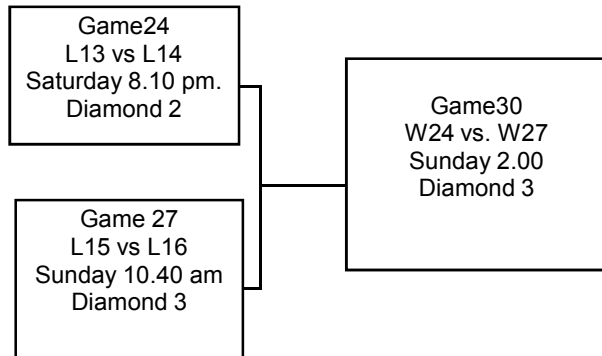 Game24
L13 vs L14
Saturday 8.10 pm.
Diamond 2
Game30
W24 vs. W27
Sunday 2.00
Diamond 3
Game 27
L15 vs L16
Sunday 10.40 am
Diamond 3